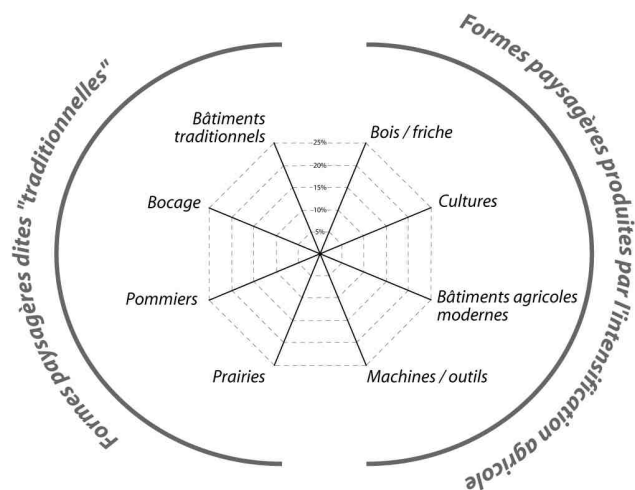 Formes paysagères dites "traditionnelles"
Formes paysagères produites par l'intensification agricole
Bâtiments
traditionnels
Bois / friche
Bocage
Cultures
Pommiers
Bâtiments agricoles
modernes
Prairies
Machines / outils
25%
20%
15%
10%
5%